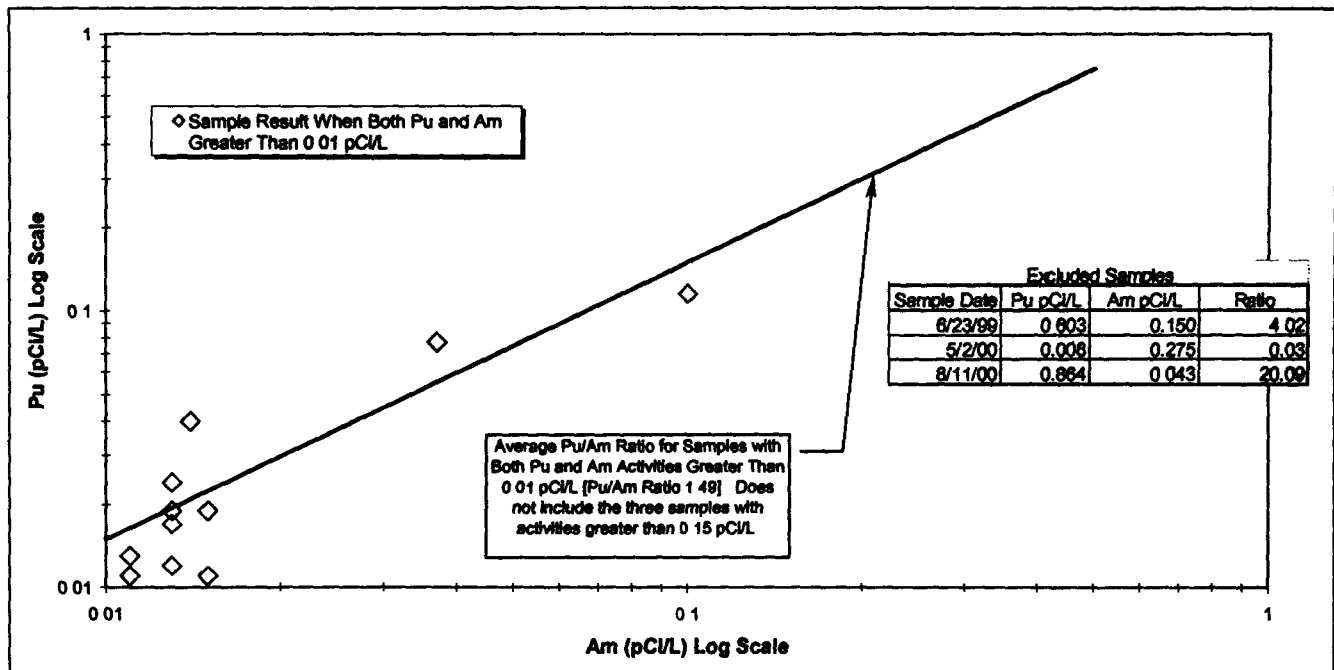 1
◇ Sample Result When Both Pu and Am
Greater Than 0 01 pCi/L
Pu (pCi/L) Log Scale
0 1
Excluded Samples
Sample Date Pu pCi/L Am pCi/L Ratio
6/23/99 0 603 0.150 4 02
5/2/00 0.008 0.275 0.03
8/11/00 0.864 0 043 20.09
Average Pu/Am Ratio for Samples with
Both Pu and Am Activities Greater Than
0 01 pCi/L [Pu/Am Ratio 1 49] Does
not include the three samples with
activities greater than 0 15 pCi/L
0 01
0 01 0 1 1
Am (pCi/L) Log Scale